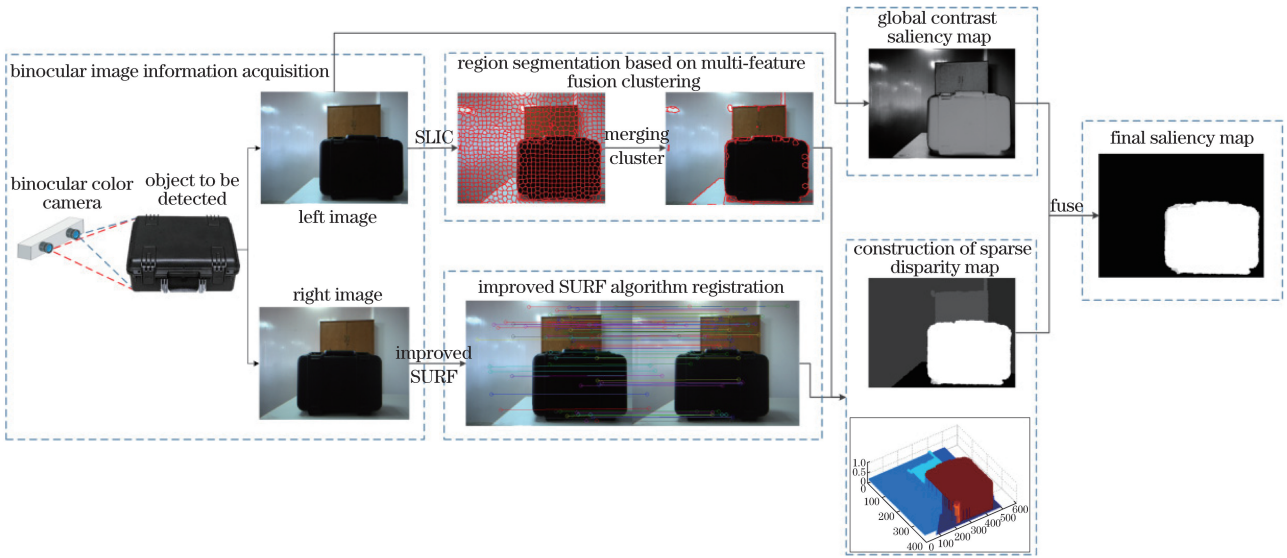 binocular image information acquisition
binocular color
camera
object to be
detected
left image
right image
SLIC
improved
SURF
region segmentation based on multi-feature
fusion clustering
merging
cluster
improved SURF algorithm registration
global contrast
saliency map
construction of sparse
disparity map
1.0
0.5
0
0
100
200
300
400
0
100
200
300
400
500
600
fuse
final saliency map